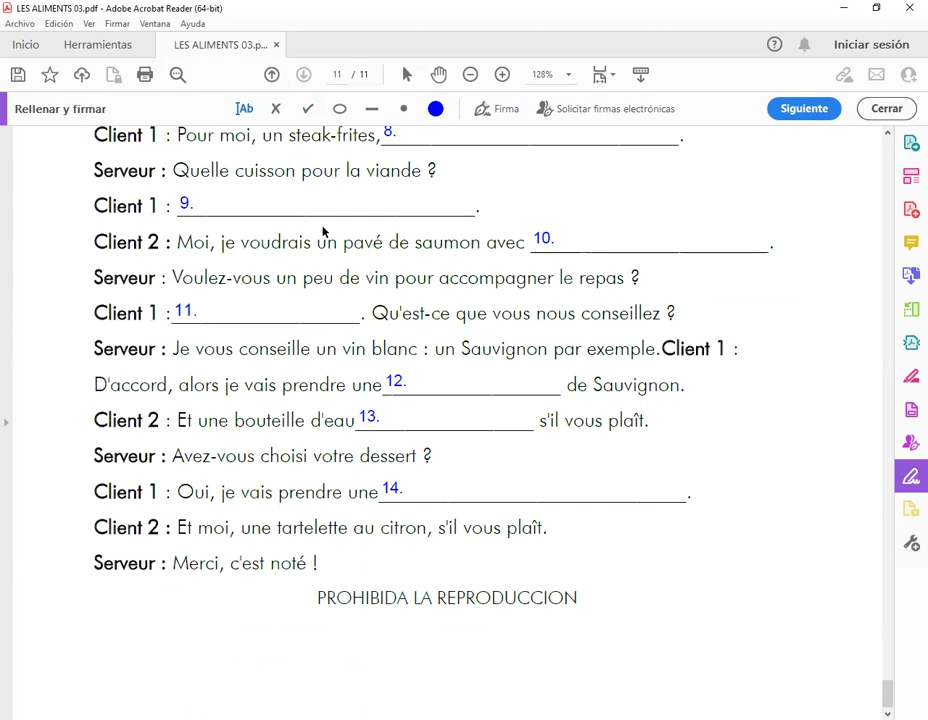 LES ALIMENTS 03.pdf - Adobe Acrobat Reader (64-bit)
Archivo Edición Ver Firmar Ventana Ayuda
Inicio Herramientas LES ALIMENTS 03.p... × Iniciar sesión
11 / 11 128%
Rellenar y firmar Ab Firma Solicitar firmas electrónicas Siguiente Cerrar
Client 1 : Pour moi, un steak-frites, 8. .
Serveur : Quelle cuisson pour la viande ?
Client 1 : 9. .
Client 2 : Moi, je voudrais un pavé de saumon avec 10. .
Serveur : Voulez-vous un peu de vin pour accompagner le repas ?
Client 1 : 11. . Qu'est-ce que vous nous conseillez ?
Serveur : Je vous conseille un vin blanc : un Sauvignon par exemple.Client 1 :
D'accord, alors je vais prendre une 12. de Sauvignon.
Client 2 : Et une bouteille d'eau 13. s'il vous plaît.
Serveur : Avez-vous choisi votre dessert ?
Client 1 : Oui, je vais prendre une 14. .
Client 2 : Et moi, une tartelette au citron, s'il vous plaît.
Serveur : Merci, c'est noté !
PROHIBIDA LA REPRODUCCION